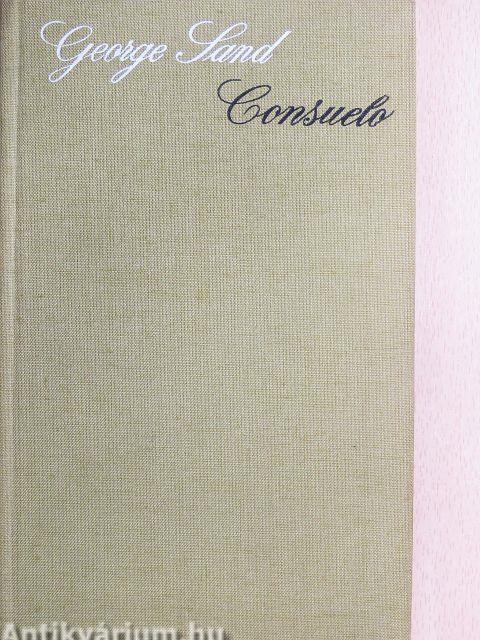 George Sand
Consuelo
Antikvárium.hu